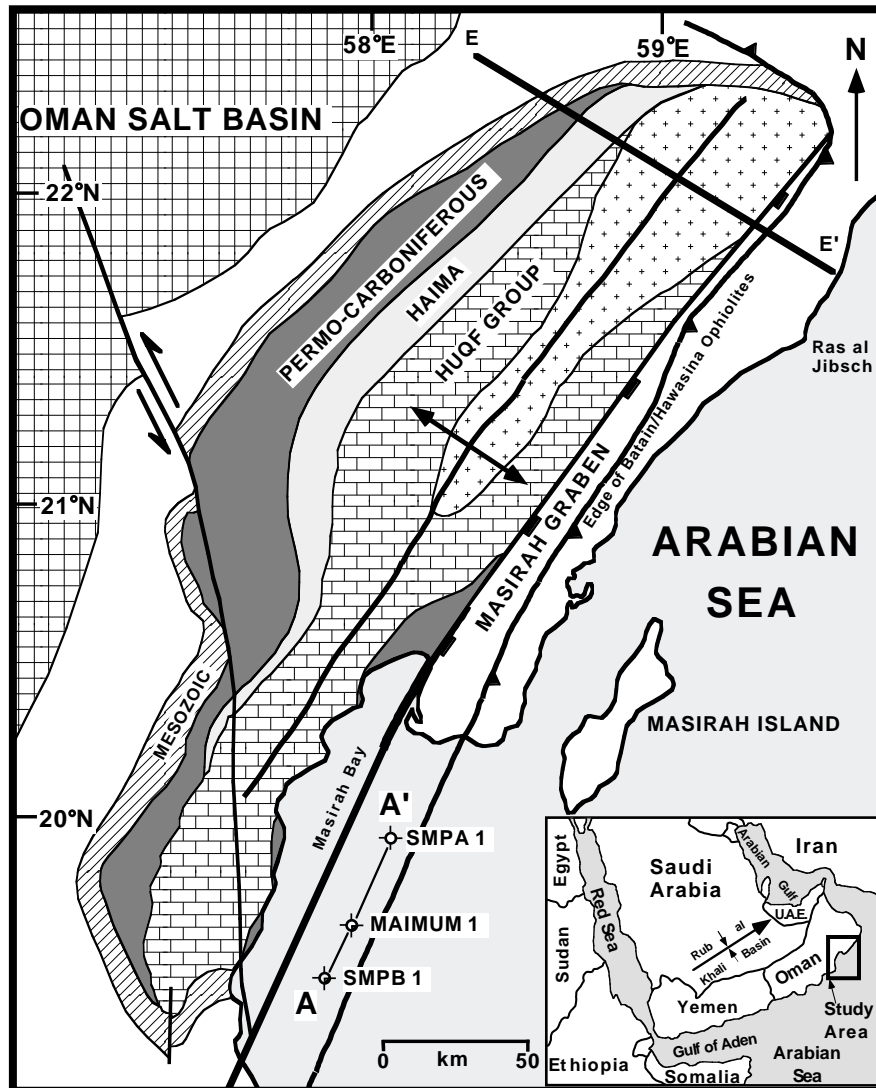 58°E
59°E
E
N
OMAN SALT BASIN
22°N
PERMO-CARBONIFEROUS
HAIMA
HUQF GROUP
E'
Ras al
Jibsch
MASIRAH GRABEN
Edge of Batain/Hawasina Ophiolites
21°N
ARABIAN
SEA
MESOZOIC
MASIRAH ISLAND
Masirah Bay
20°N
A'
SMPA 1
MAIMUM 1
SMPB 1
A
0 50
km
Egypt
Saudi
Arabia
Arabian
Gulf
Iran
Red Sea
U.A.E.
Sudan
Rub al
Khali Basin
Oman
Yemen
Study
Area
Gulf of Aden
Arabian
Sea
Ethiopia
Somalia